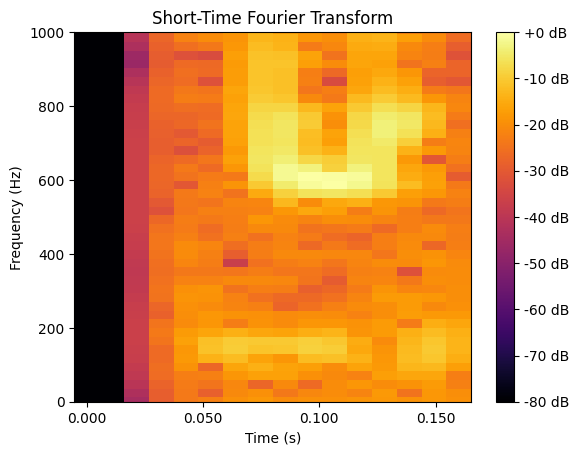 Short-Time Fourier Transform
1000
800
600
400
200
0
Frequency (Hz)
0.000
0.050
0.100
0.150
Time (s)
+0 dB
-10 dB
-20 dB
-30 dB
-40 dB
-50 dB
-60 dB
-70 dB
-80 dB